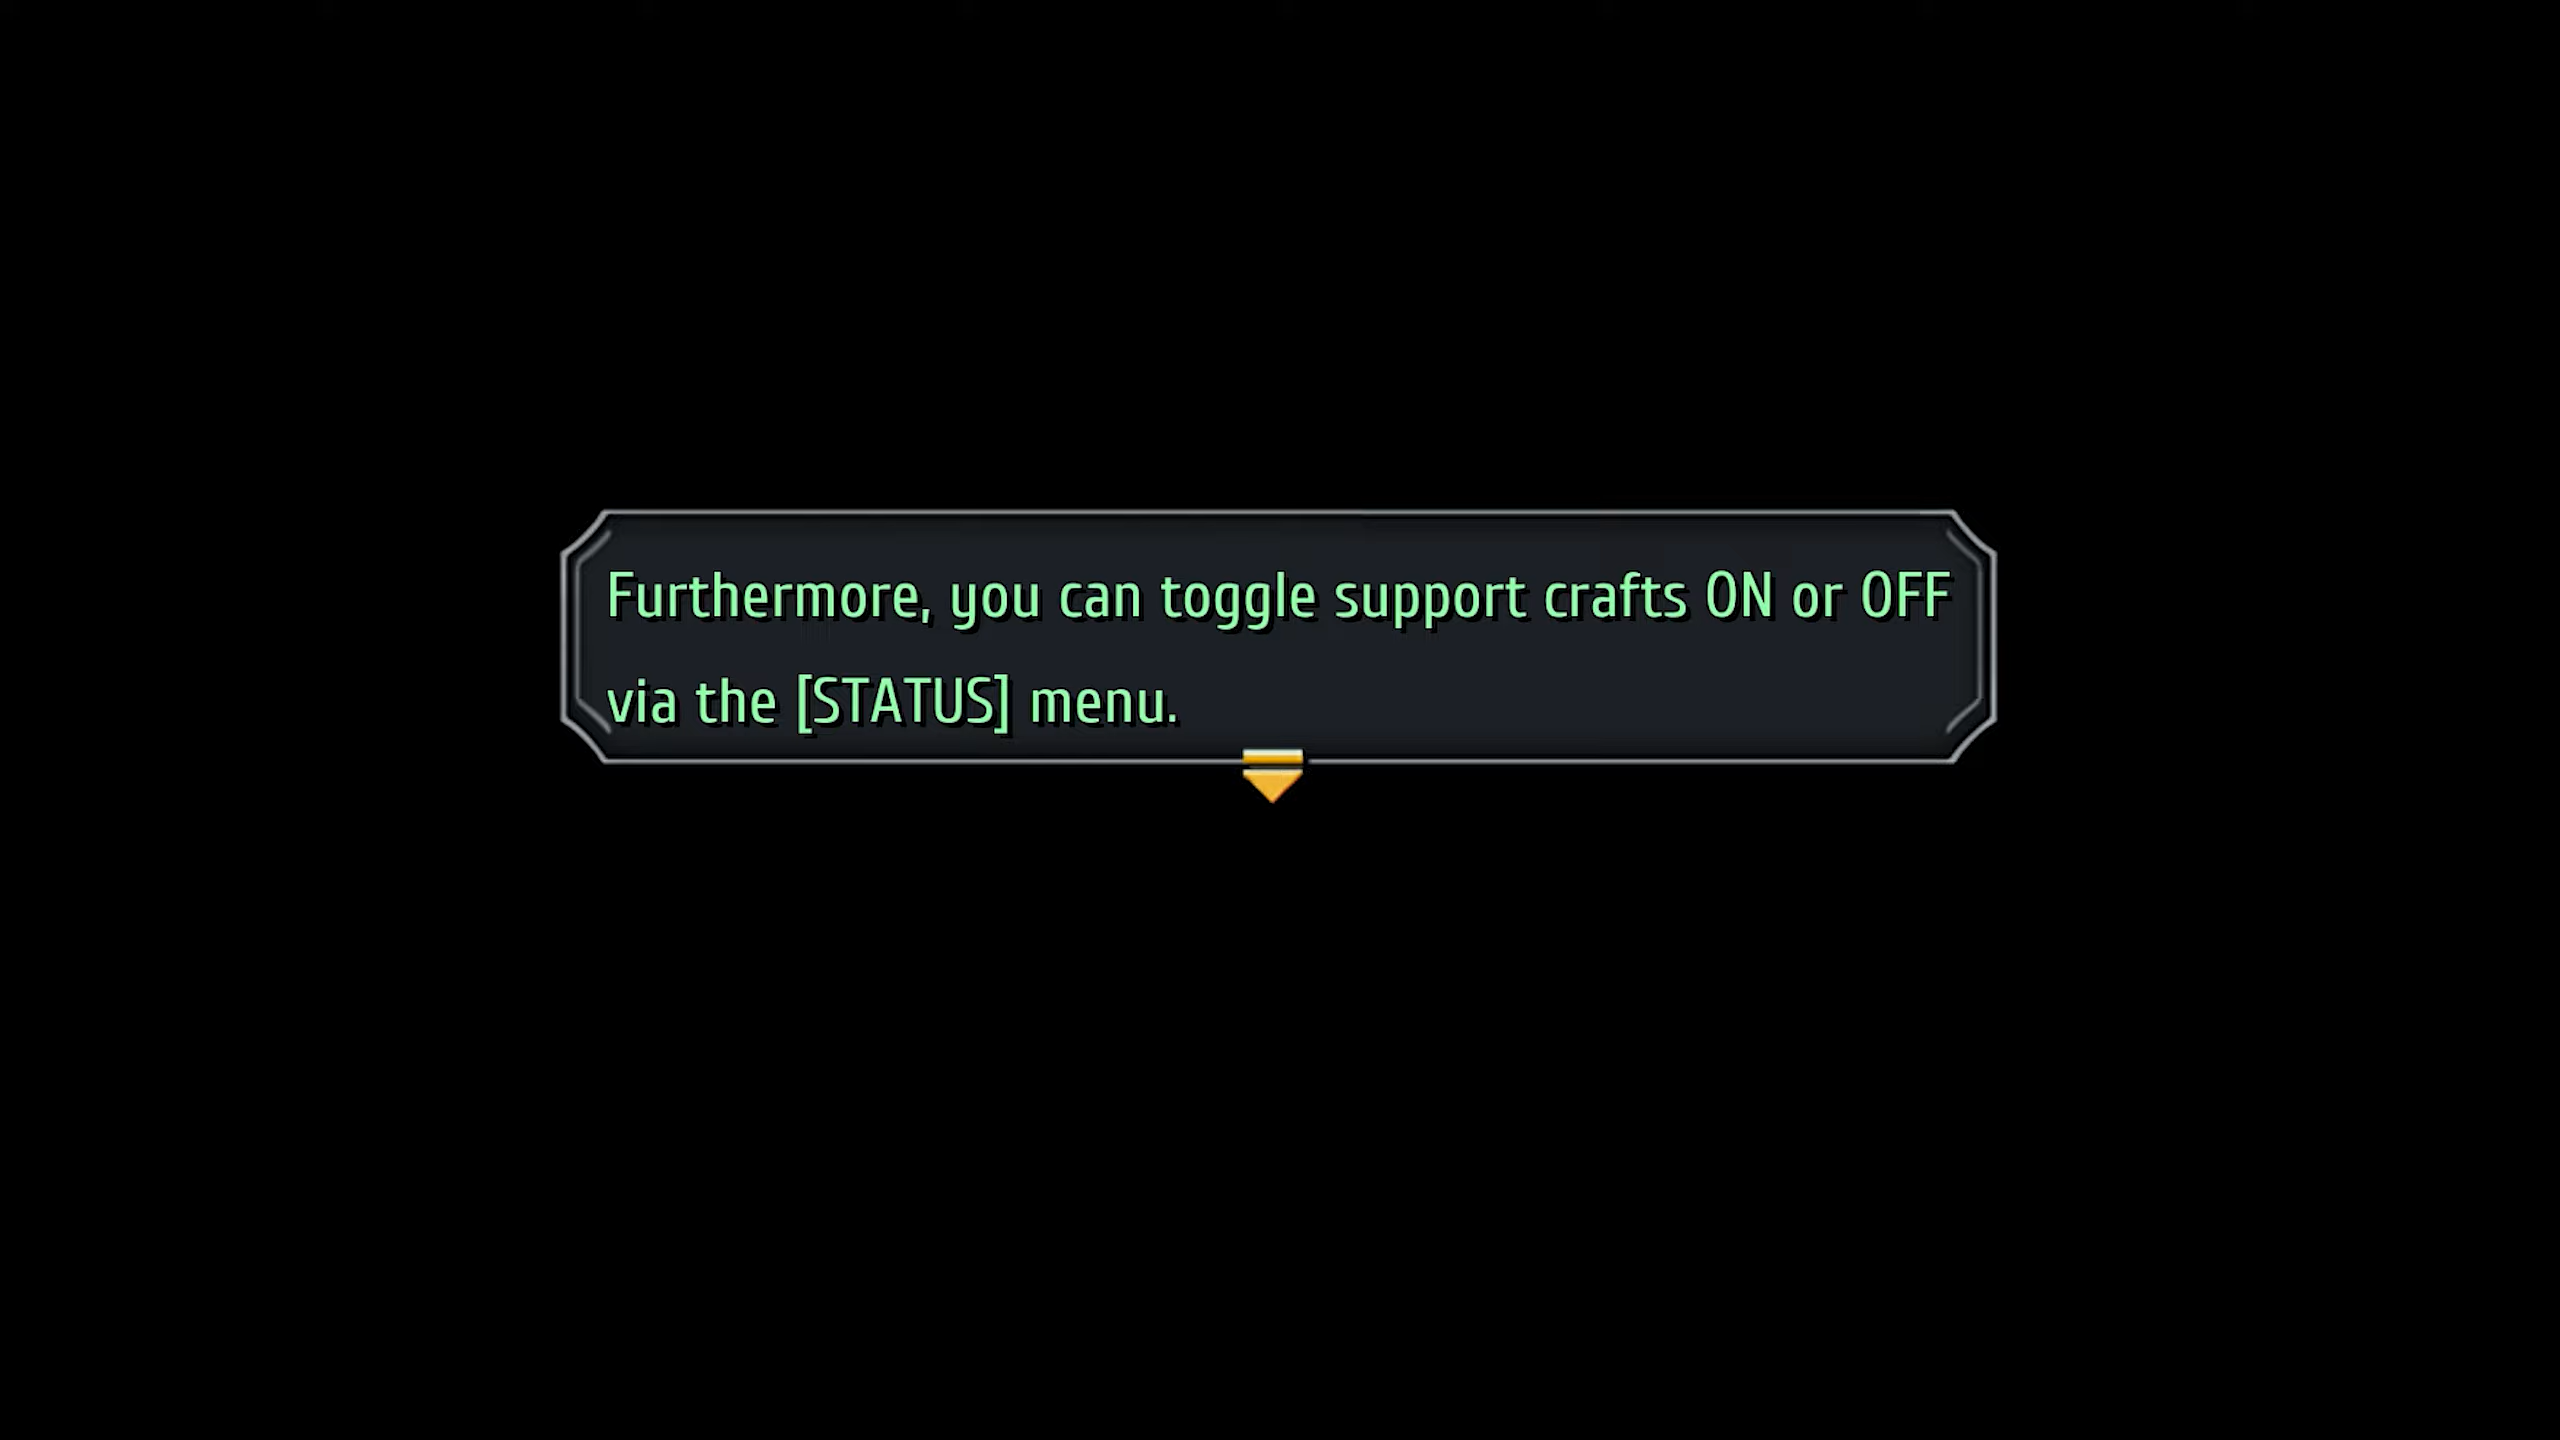 Furthermore, you can toggle support crafts ON or OFF
via the [STATUS] menu.